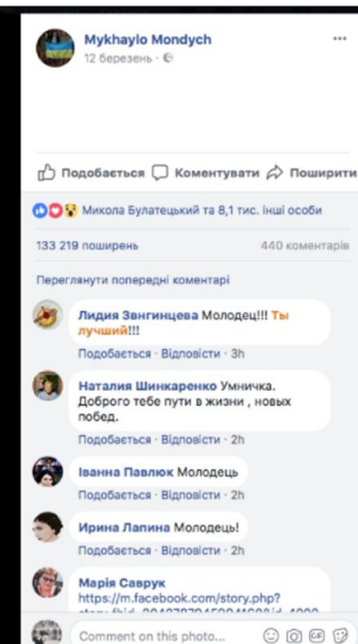 Mykhaylo Mondych
12 березень ·
Подобається Коментувати Поширити
Микола Булатецький та 8,1 тис. інші особи
133 219 поширень 440 коментарів
Переглянути попередні коментарі
Лидия Звнгинцева Молодец!!! Ты
лучший!!!
Подобається · Відповісти · 3h
Наталия Шинкаренко Умничка.
Доброго тебе пути в жизни , новых
побед.
Подобається · Відповісти · 2h
Іванна Павлюк Молодець
Подобається · Відповісти · 2h
Ирина Лапина Молодець!
Подобається · Відповісти · 2h
Марія Саврук
https://m.facebook.com/story.php?
Comment on this photo...